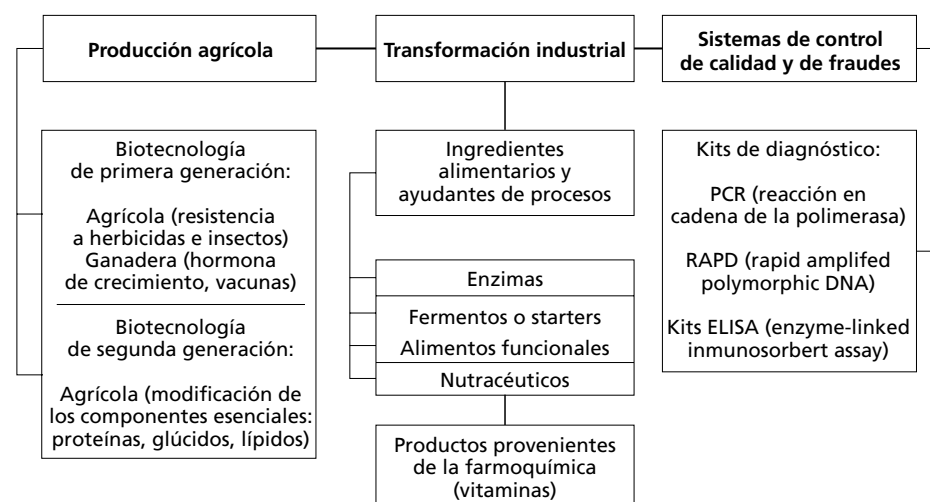 Producción agrícola
Transformación industrial
Sistemas de control
de calidad y de fraudes
Biotecnología
de primera generación:
Agrícola (resistencia
a herbicidas e insectos)
Ganadera (hormona
de crecimiento, vacunas)
Biotecnología
de segunda generación:
Agrícola (modificación de
los componentes esenciales:
proteínas, glúcidos, lípidos)
Ingredientes
alimentarios y
ayudantes de procesos
Enzimas
Fermentos o starters
Alimentos funcionales
Nutracéuticos
Productos provenientes
de la farmoquímica
(vitaminas)
Kits de diagnóstico:
PCR (reacción en
cadena de la polimerasa)
RAPD (rapid amplifed
polymorphic DNA)
Kits ELISA (enzyme-linked
inmunosorbert assay)